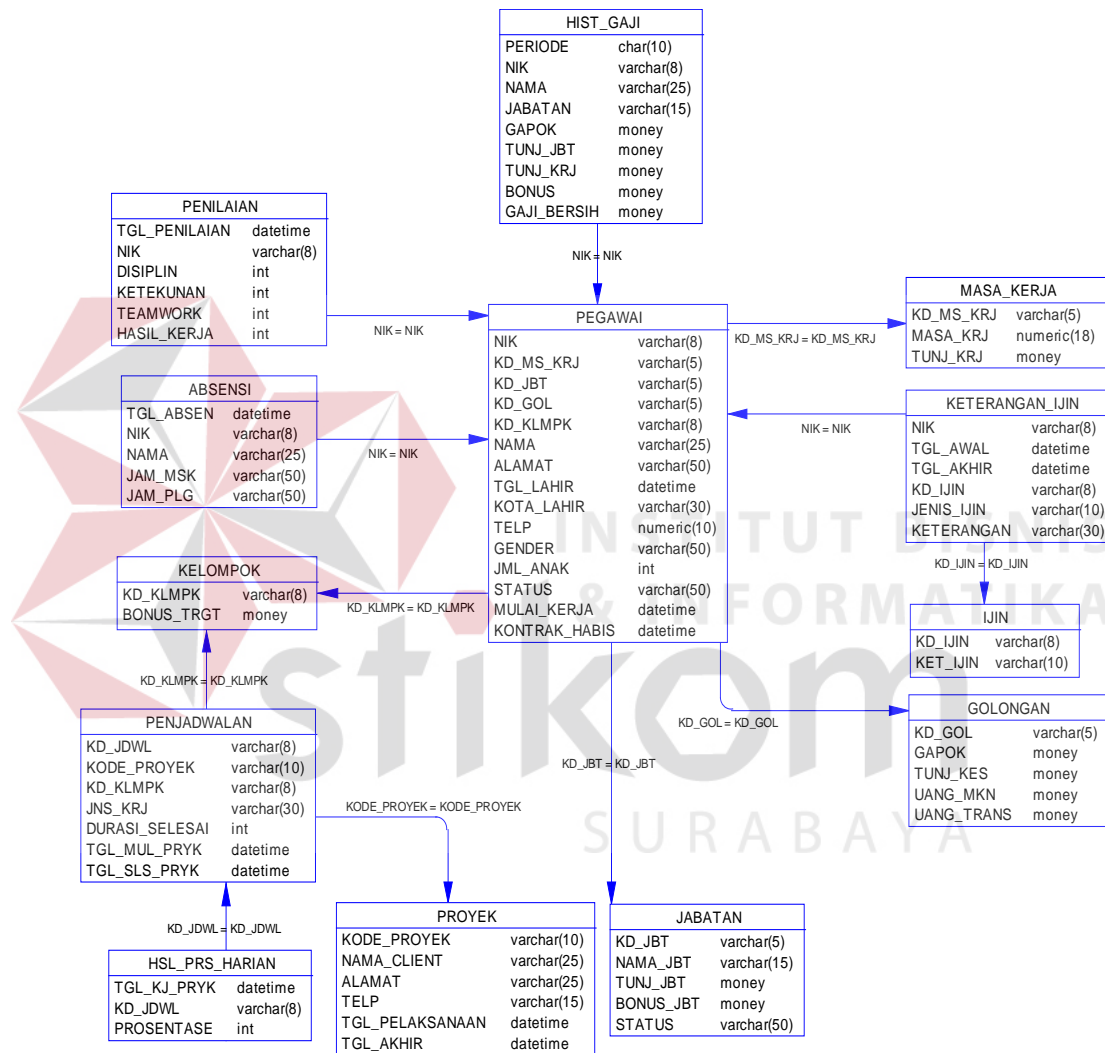 HIST_GAJI
PERIODE char(10)
NIK varchar(8)
NAMA varchar(25)
JABATAN varchar(15)
GAPOK money
TUNJ_JBT money
TUNJ_KRJ money
BONUS money
GAJI_BERSIH money
NIK = NIK
PENILAIAN
TGL_PENILAIAN datetime
NIK varchar(8)
DISIPLIN int
KETEKUNAN int
TEAMWORK int
HASIL_KERJA int
NIK = NIK
ABSENSI
TGL_ABSEN datetime
NIK varchar(8)
NAMA varchar(25)
JAM_MSK varchar(50)
JAM_PLG varchar(50)
NIK = NIK
PEGAWAI
NIK varchar(8)
KD_MS_KRJ varchar(5)
KD_JBT varchar(5)
KD_GOL varchar(5)
KD_KLMPK varchar(8)
NAMA varchar(25)
ALAMAT varchar(50)
TGL_LAHIR datetime
KOTA_LAHIR varchar(30)
TELP numeric(10)
GENDER varchar(50)
JML_ANAK int
STATUS varchar(50)
MULAI_KERJA datetime
KONTRAK_HABIS datetime
KD_MS_KRJ = KD_MS_KRJ
MASA_KERJA
KD_MS_KRJ varchar(5)
MASA_KRJ numeric(18)
TUNJ_KRJ money
NIK = NIK
KETERANGAN_IJIN
NIK varchar(8)
TGL_AWAL datetime
TGL_AKHIR datetime
KD_IJIN varchar(8)
JENIS_IJIN varchar(10)
KETERANGAN varchar(30)
KD_IJIN = KD_IJIN
IJIN
KD_IJIN varchar(8)
KET_IJIN varchar(10)
KELOMPOK
KD_KLMPK varchar(8)
BONUS_TRGT money
KD_KLMPK = KD_KLMPK
KD_KLMPK = KD_KLMPK
PENJADWALAN
KD_JDWL varchar(8)
KODE_PROYEK varchar(10)
KD_KLMPK varchar(8)
JNS_KRJ varchar(30)
DURASI_SELESAI int
TGL_MUL_PRYK datetime
TGL_SLS_PRYK datetime
KODE_PROYEK = KODE_PROYEK
KD_JBT = KD_JBT
KD_GOL = KD_GOL
GOLONGAN
KD_GOL varchar(5)
GAPOK money
TUNJ_KES money
UANG_MKN money
UANG_TRANS money
KD_JDWL = KD_JDWL
HSL_PRS_HARIAN
TGL_KJ_PRYK datetime
KD_JDWL varchar(8)
PROSENTASE int
PROYEK
KODE_PROYEK varchar(10)
NAMA_CLIENT varchar(25)
ALAMAT varchar(25)
TELP varchar(15)
TGL_PELAKSANAAN datetime
TGL_AKHIR datetime
JABATAN
KD_JBT varchar(5)
NAMA_JBT varchar(15)
TUNJ_JBT money
BONUS_JBT money
STATUS varchar(50)
INSTITUT BISNIS
& INFORMATIKA
stikom
SURABAYA